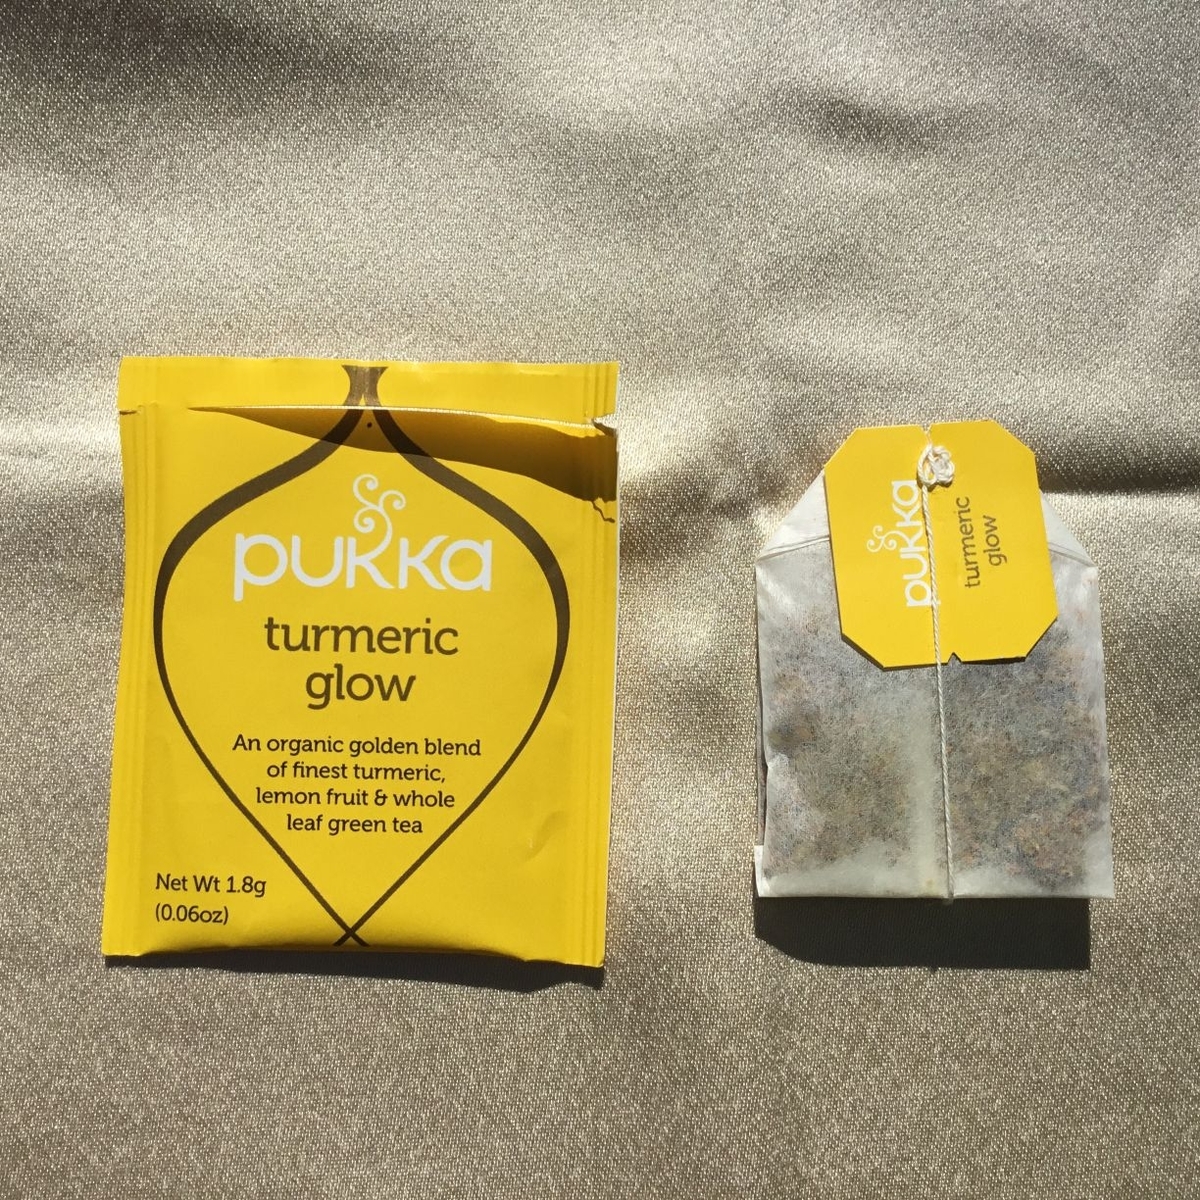 pukka
turmeric
glow
An organic golden blend
of finest turmeric,
lemon fruit & whole
leaf green tea
Net Wt 1.8g
(0.06oz)
pukka
turmeric
glow